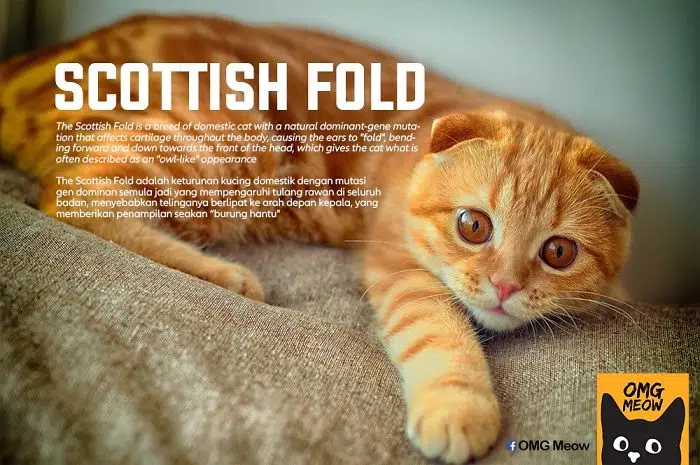 SCOTTISH FOLD
The Scottish Fold is a breed of domestic cat with a natural dominant-gene muta-
tion that affects cartilage throughout the body, causing the ears to "fold", bend-
ing forward and down towards the front of the head, which gives the cat what is
often described as an "owl-like" appearance
The Scottish Fold adalah keturunan kucing domestik dengan mutasi
gen dominan semula jadi yang mempengaruhi tulang rawan di seluruh
badan, menyebabkan telinganya berlipat ke arah depan kepala, yang
memberikan penampilan seakan "burung hantu"
OMG
MEOW
f OMG Meow